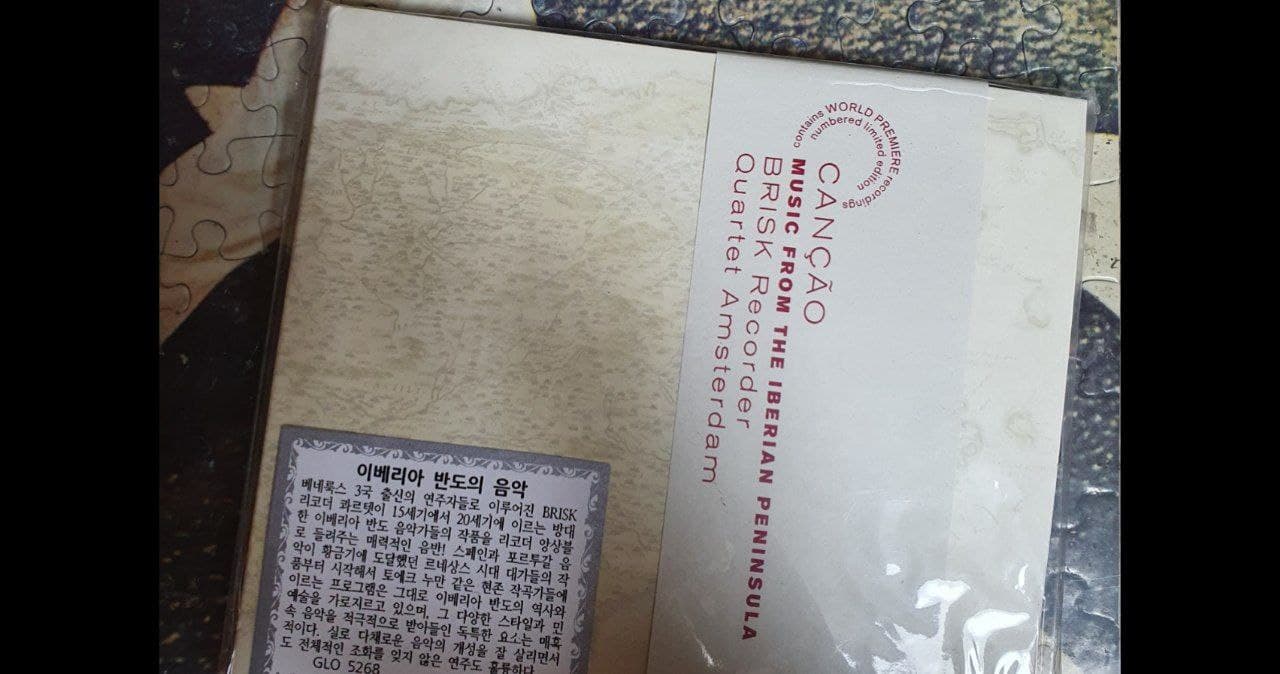 contains WORLD PREMIERE recordings
numbered limited edition
CANÇÃO
MUSIC FROM THE IBERIAN PENINSULA
BRISK Recorder
Quartet Amsterdam
이베리아 반도의 음악
베네룩스 3국 출신의 연주자들로 이루어진 BRISK
리코더 콰르텟이 15세기에서 20세기에 이르는 방대
한 이베리아 반도 음악가들의 작품을 리코더 앙상블
로 들려주는 매력적인 음반! 스페인과 포르투갈 음
악이 황금기에 도달했던 르네상스 시대 대가들의 작
품부터 시작해서 토에크 누만 같은 현존 작곡가들에
이르는 프로그램은 그대로 이베리아 반도의 역사와
예술을 가로지르고 있으며, 그 다양한 스타일과 민
속 음악을 적극적으로 받아들인 독특한 요소는 매혹
적이다. 실로 다채로운 음악의 개성을 잘 살리면서
도 전체적인 조화를 잊지 않은 연주도 훌륭하다.
GLO 5268